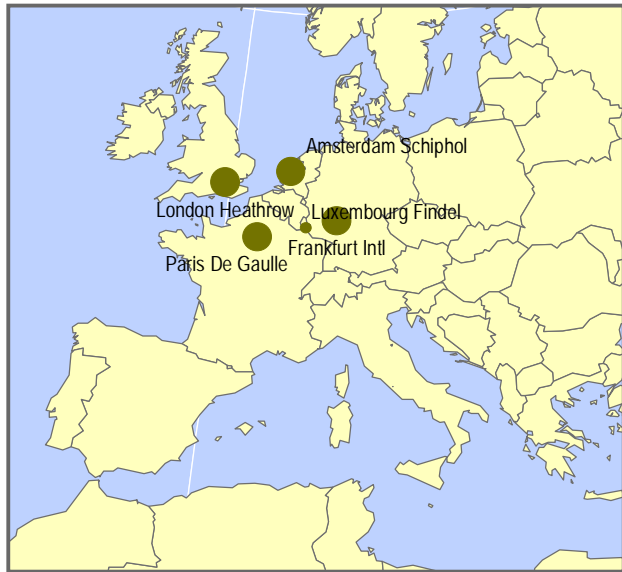 Amsterdam Schiphol
London Heathrow
Luxembourg Findel
Frankfurt Intl
Paris De Gaulle